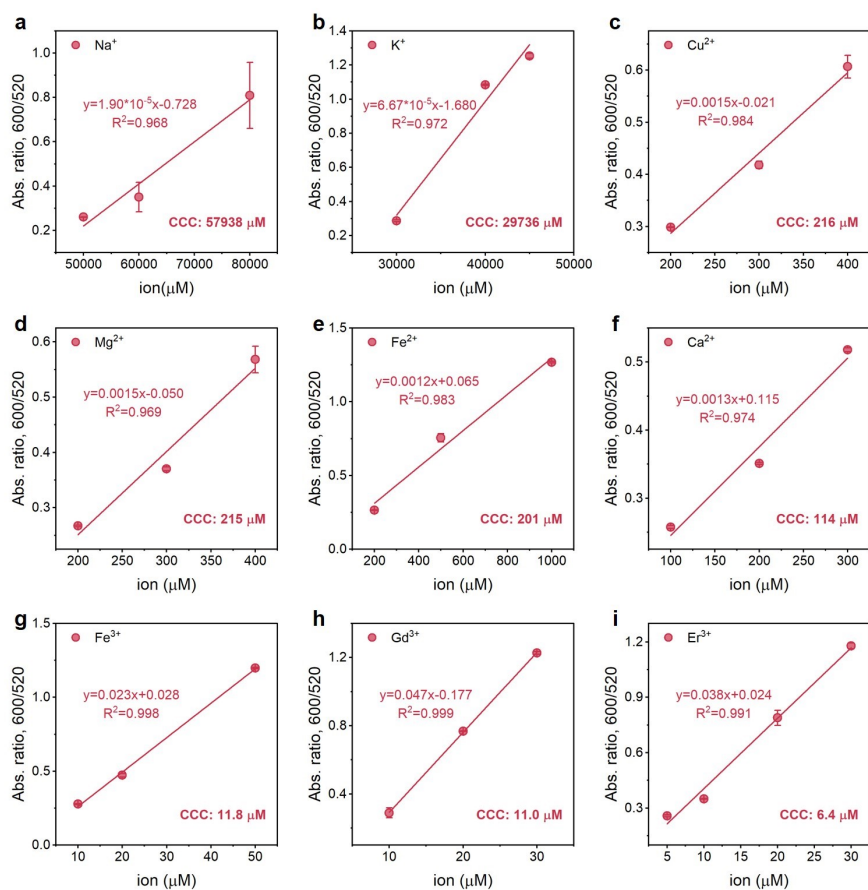 a
Na⁺
y=1.90*10⁻⁵x-0.728
R²=0.968
CCC: 57938 μM
Abs. ratio, 600/520
1.0
0.8
0.6
0.4
0.2
50000 60000 70000 80000
ion(μM)
b
K⁺
y=6.67*10⁻⁵x-1.680
R²=0.972
CCC: 29736 μM
Abs. ratio, 600/520
1.4
1.2
1.0
0.8
0.6
0.4
0.2
30000 40000 50000
ion (μM)
c
Cu²⁺
y=0.0015x-0.021
R²=0.984
CCC: 216 μM
Abs. ratio, 600/520
0.6
0.5
0.3
200 250 300 350 400
ion (μM)
d
Mg²⁺
y=0.0015x-0.050
R²=0.969
CCC: 215 μM
Abs. ratio, 600/520
0.6
0.5
0.3
200 250 300 350 400
ion (μM)
e
Fe²⁺
y=0.0012x+0.065
R²=0.983
CCC: 201 μM
Abs. ratio, 600/520
1.5
1.0
0.5
0.0
200 400 600 800 1000
ion (μM)
f
Ca²⁺
y=0.0013x+0.115
R²=0.974
CCC: 114 μM
Abs. ratio, 600/520
0.5
0.4
0.3
100 150 200 250 300
ion (μM)
g
Fe³⁺
y=0.023x+0.028
R²=0.998
CCC: 11.8 μM
Abs. ratio, 600/520
1.5
1.0
0.5
0.0
10 20 30 40 50
ion (μM)
h
Gd³⁺
y=0.047x-0.177
R²=0.999
CCC: 11.0 μM
Abs. ratio, 600/520
1.2
0.8
0.4
10 20 30
ion (μM)
i
Er³⁺
y=0.038x+0.024
R²=0.991
CCC: 6.4 μM
Abs. ratio, 600/520
1.2
0.9
0.6
0.3
5 10 15 20 25 30
ion (μM)